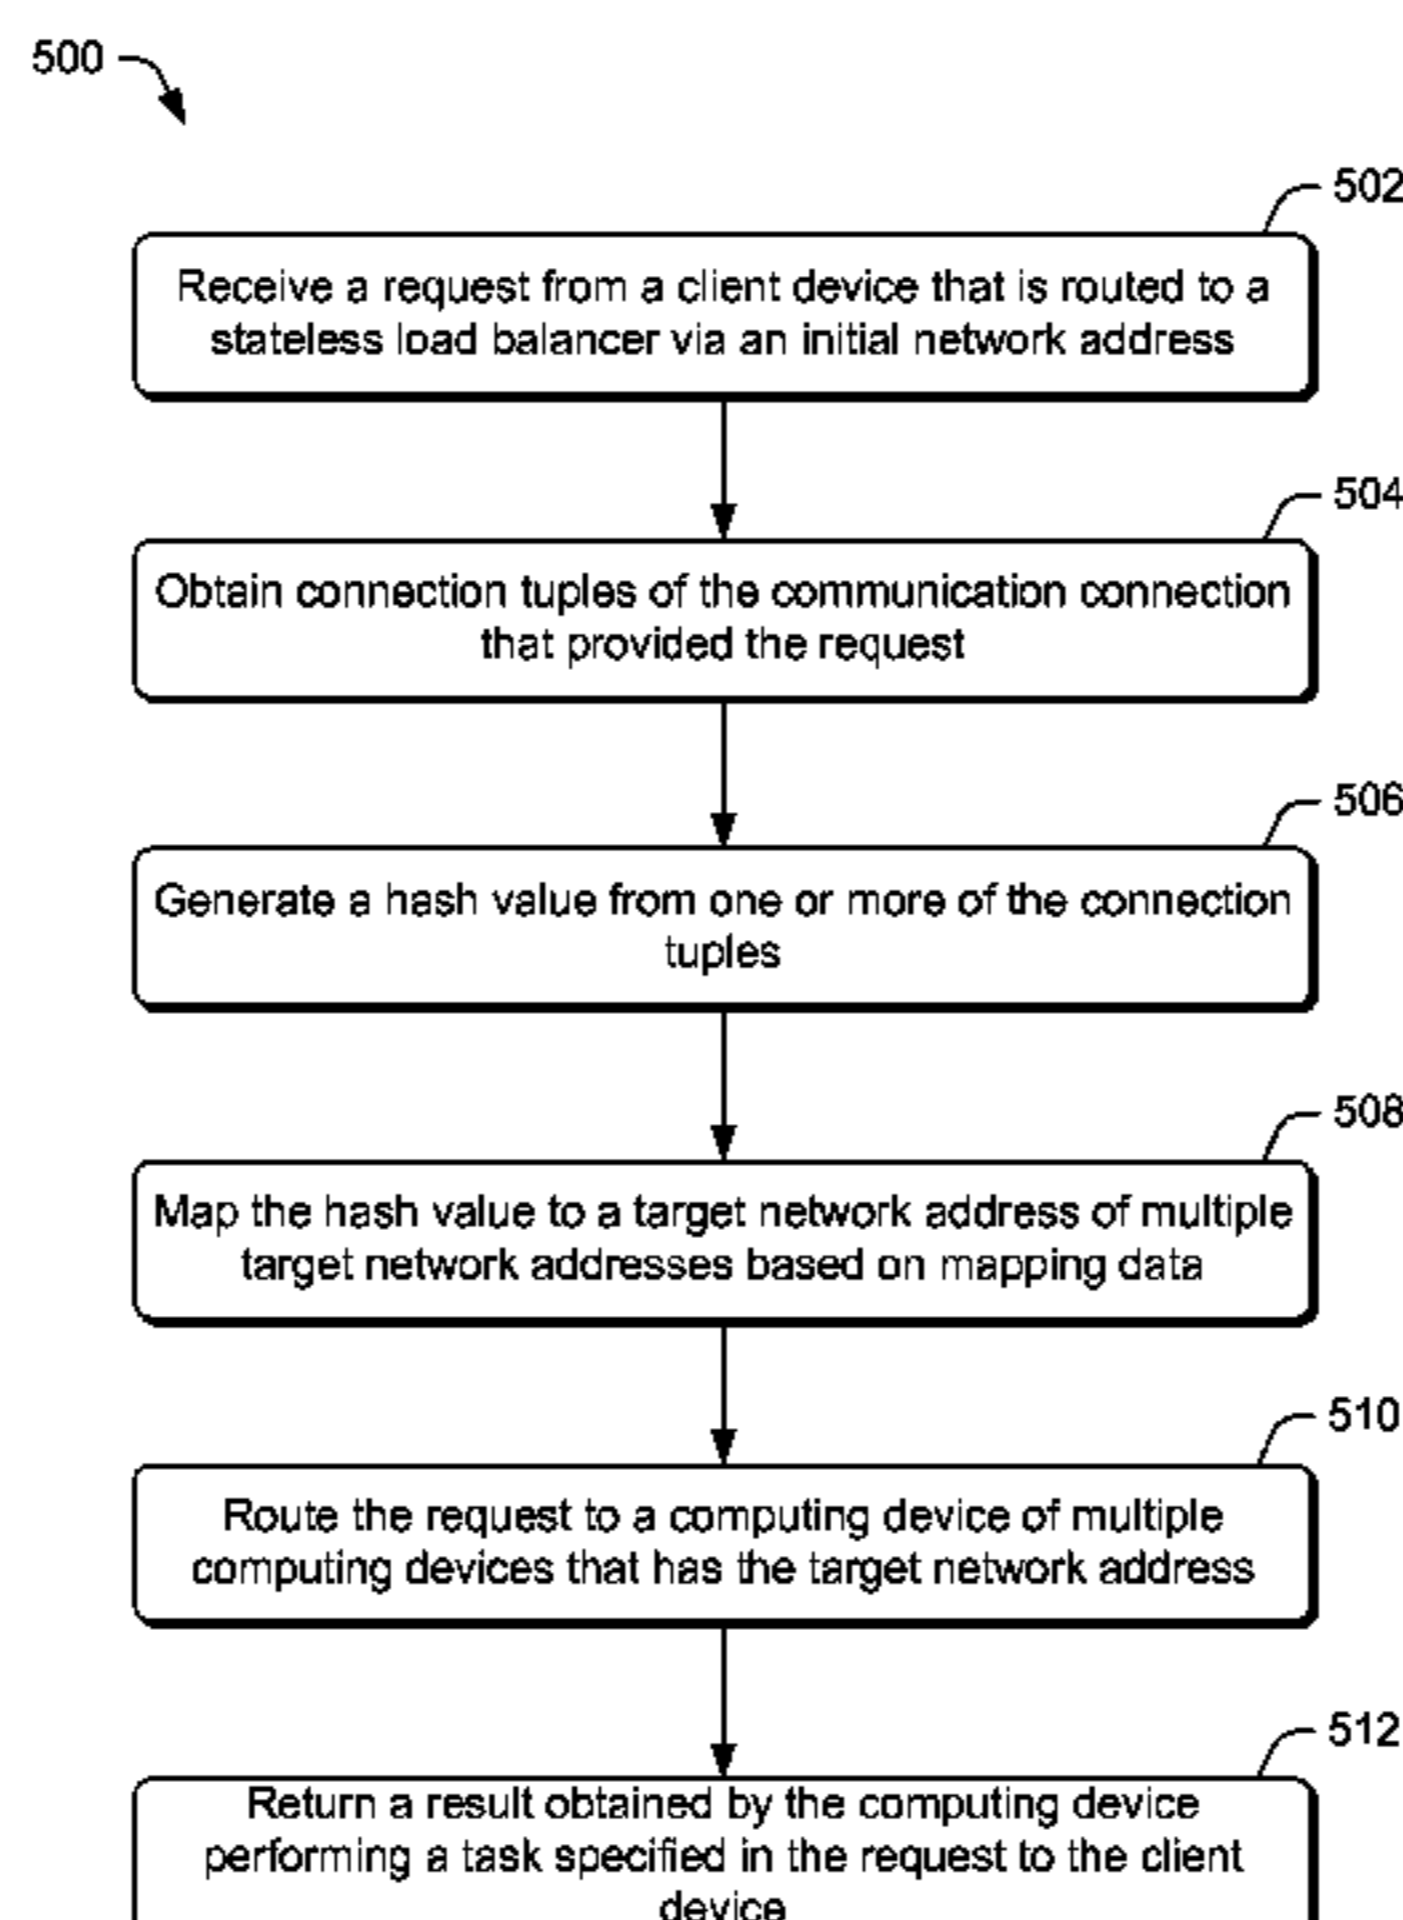 500
502
Receive a request from a client device that is routed to a
stateless load balancer via an initial network address
504
Obtain connection tuples of the communication connection
that provided the request
506
Generate a hash value from one or more of the connection
tuples
508
Map the hash value to a target network address of multiple
target network addresses based on mapping data
510
Route the request to a computing device of multiple
computing devices that has the target network address
512
Return a result obtained by the computing device
performing a task specified in the request to the client
device